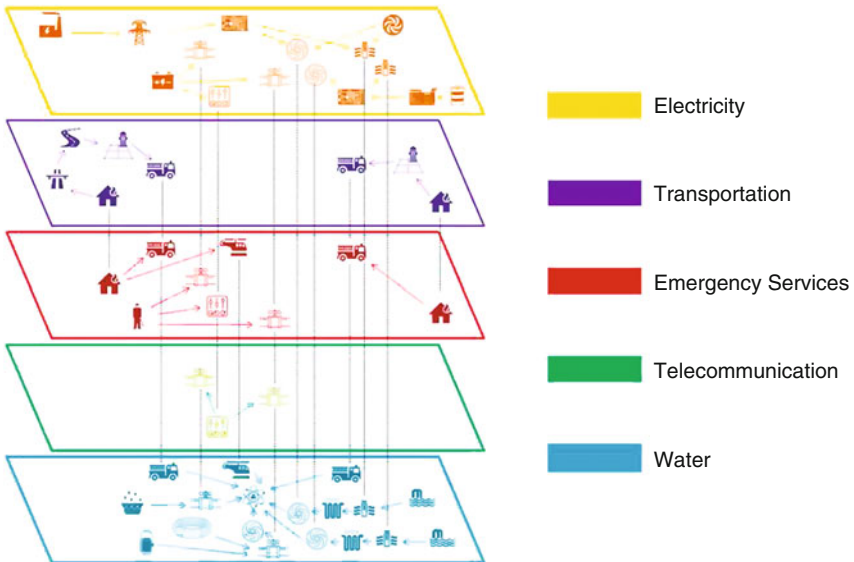 Electricity
Transportation
Emergency Services
Telecommunication
Water